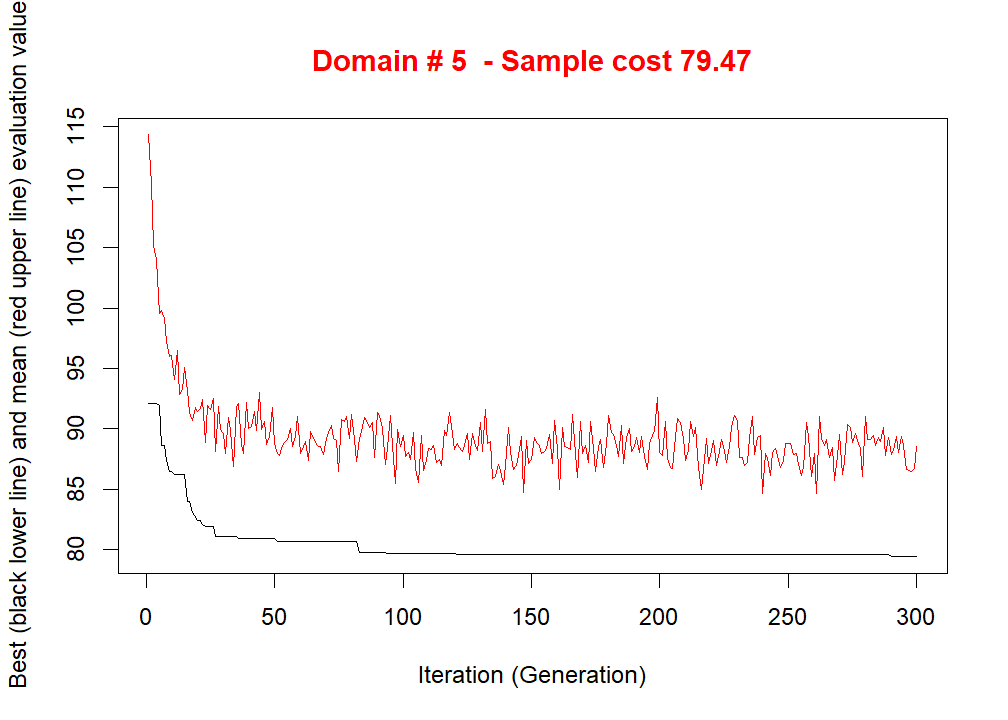 Domain # 5  - Sample cost 79.47
Best (black lower line) and mean (red upper line) evaluation value
115
110
105
100
95
90
85
80
0 50 100 150 200 250 300
Iteration (Generation)